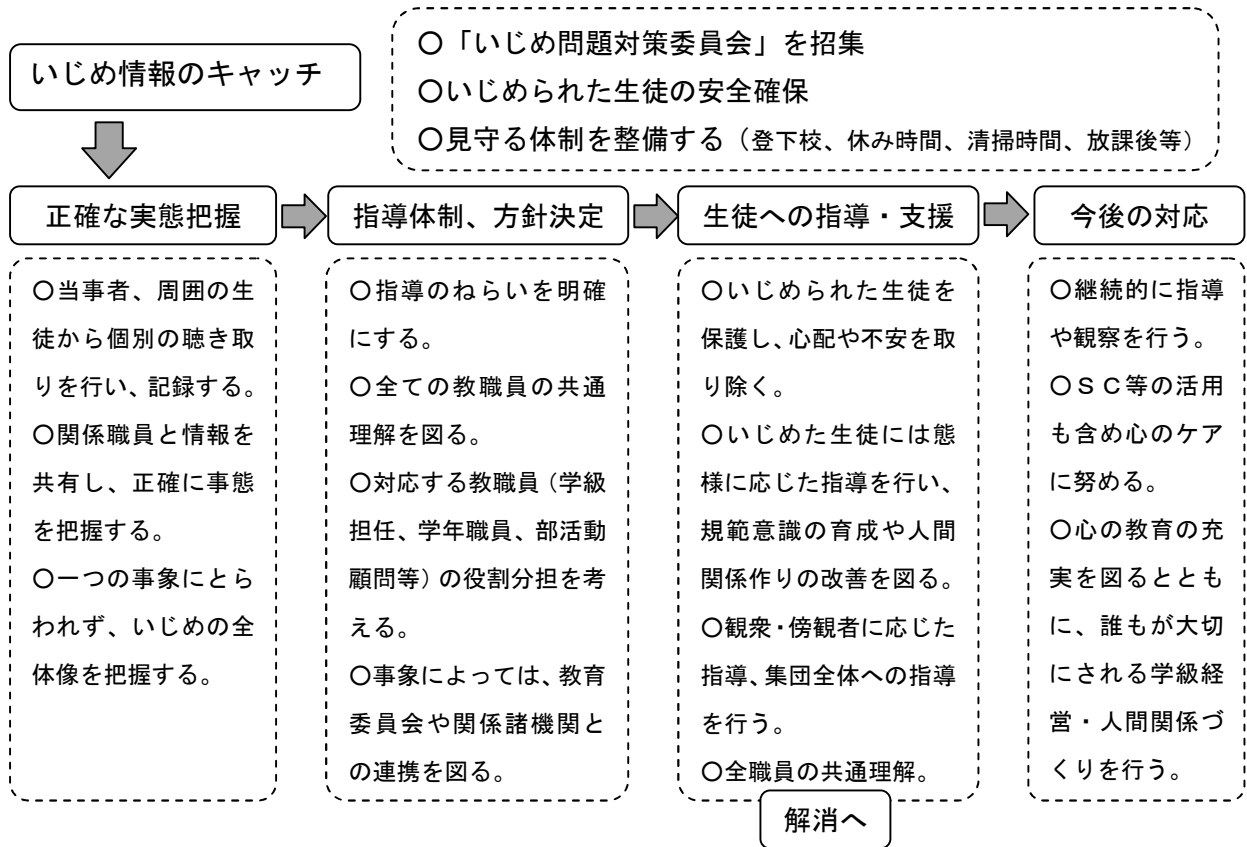 いじめ情報のキャッチ
〇「いじめ問題対策委員会」を招集
〇いじめられた生徒の安全確保
〇見守る体制を整備する（登下校、休み時間、清掃時間、放課後等）
正確な実態把握
〇当事者、周囲の生
徒から個別の聴き取
りを行い、記録する。
〇関係職員と情報を
共有し、正確に事態
を把握する。
〇一つの事象にとら
われず、いじめの全
体像を把握する。
指導体制、方針決定
〇指導のねらいを明確
にする。
〇全ての教職員の共通
理解を図る。
〇対応する教職員（学級
担任、学年職員、部活動
顧問等）の役割分担を考
える。
〇事象によっては、教育
委員会や関係諸機関と
の連携を図る。
生徒への指導・支援
〇いじめられた生徒を
保護し、心配や不安を取
り除く。
〇いじめた生徒には態
様に応じた指導を行い、
規範意識の育成や人間
関係作りの改善を図る。
〇観衆・傍観者に応じた
指導、集団全体への指導
を行う。
〇全職員の共通理解。
解消へ
今後の対応
〇継続的に指導
や観察を行う。
〇ＳＣ等の活用
も含め心のケア
に努める。
〇心の教育の充
実を図るととも
に、誰もが大切
にされる学級経
営・人間関係づ
くりを行う。